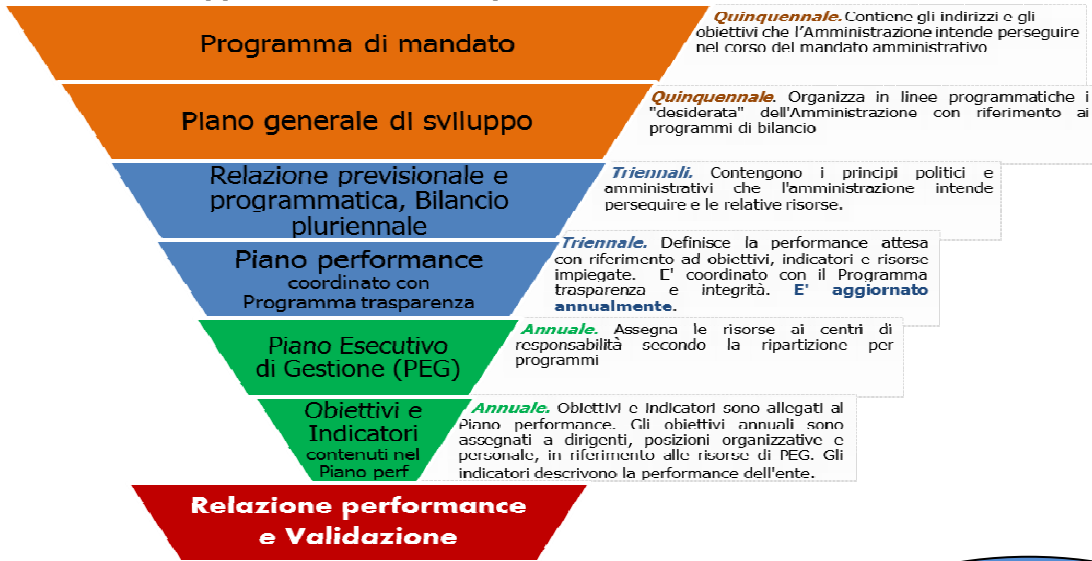 Programma di mandato
Quinquennale. Contiene gli indirizzi e gli
obiettivi che l'Amministrazione intende perseguire
nel corso del mandato amministrativo
Piano generale di sviluppo
Quinquennale. Organizza in linee programmatiche i
"desiderata" dell'Amministrazione con riferimento ai
programmi di bilancio
Relazione previsionale e
programmatica, Bilancio
pluriennale
Triennali. Contengono i principi politici e
amministrativi che l'amministrazione intende
perseguire e le relative risorse.
Piano performance
coordinato con
Programma trasparenza
Triennale. Definisce la performance attesa
con riferimento ad obiettivi, indicatori e risorse
impiegate. E' coordinato con il Programma
trasparenza e integrità. E' aggiornato
annualmente.
Piano Esecutivo
di Gestione (PEG)
Annuale. Assegna le risorse ai centri di
responsabilità secondo la ripartizione per
programmi
Obiettivi e
Indicatori
contenuti nel
Piano perf
Annuale. Obiettivi e Indicatori sono allegati al
Piano performance. Gli obiettivi annuali sono
assegnati a dirigenti, posizioni organizzative e
personale, in riferimento alle risorse di PEG. Gli
indicatori descrivono la performance dell'ente.
Relazione performance
e Validazione